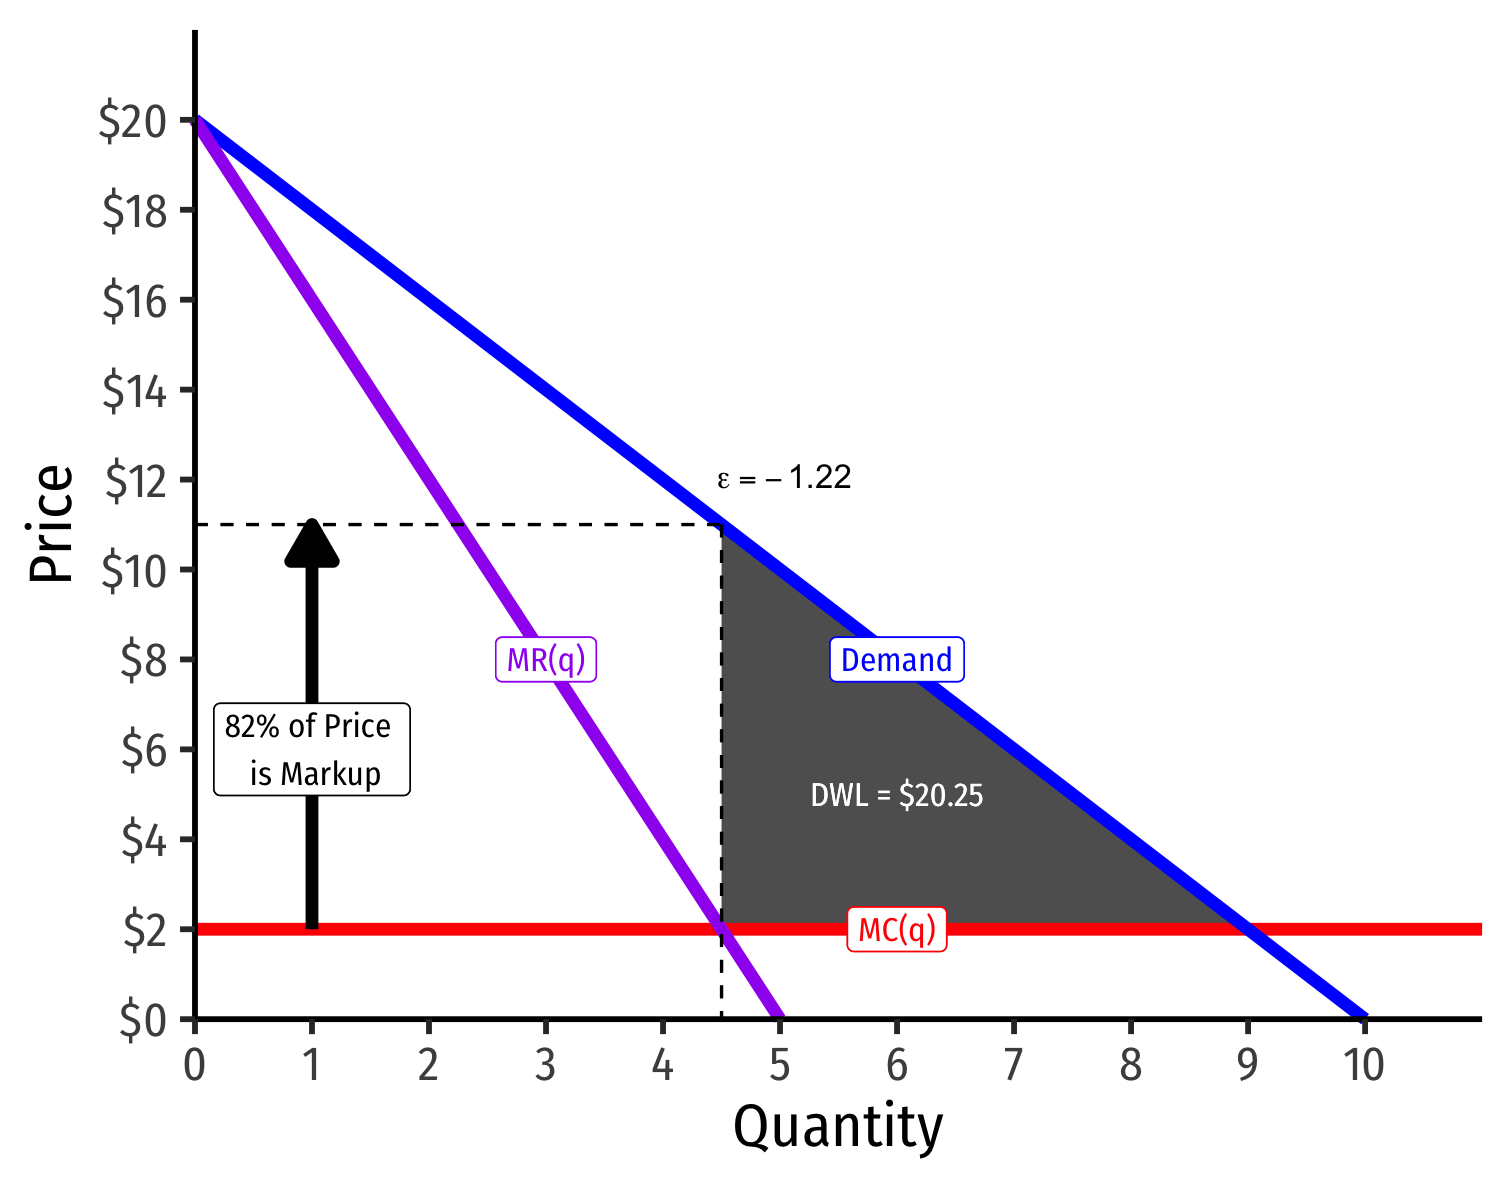 Price
$20
$18
$16
$14
$12
$10
$8
$6
$4
$2
$0
ε = – 1.22
MR(q)
Demand
82% of Price
is Markup
DWL = $20.25
MC(q)
0 1 2 3 4 5 6 7 8 9 10
Quantity